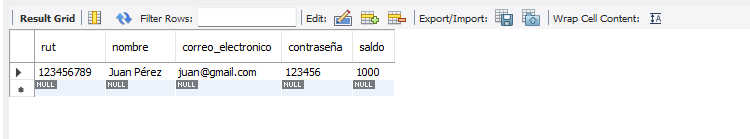 Result Grid Filter Rows: Edit: Export/Import: Wrap Cell Content:
rut nombre correo_electronico contraseña saldo
123456789 Juan Pérez juan@gmail.com 123456 1000
NULL NULL NULL NULL NULL